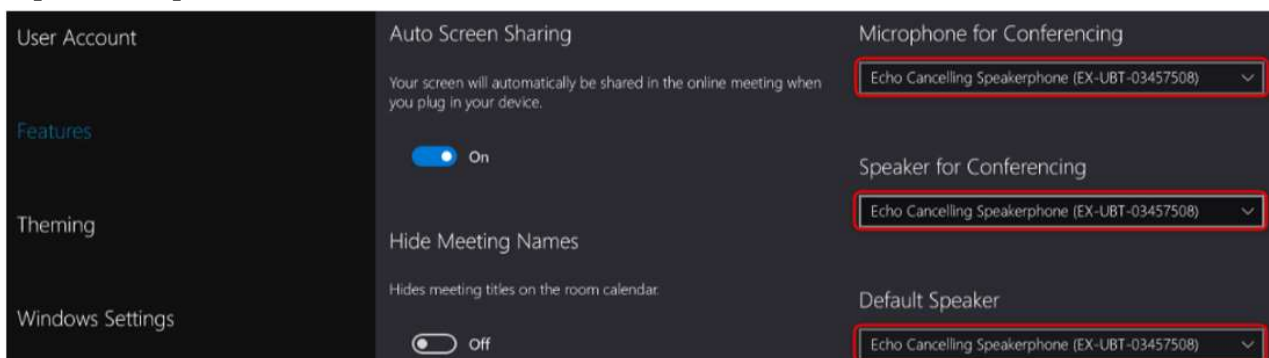 User Account
Features
Theming
Windows Settings
Auto Screen Sharing
Your screen will automatically be shared in the online meeting when
you plug in your device.
On
Hide Meeting Names
Hides meeting titles on the room calendar.
Off
Microphone for Conferencing
Echo Cancelling Speakerphone (EX-UBT-03457508)
Speaker for Conferencing
Echo Cancelling Speakerphone (EX-UBT-03457508)
Default Speaker
Echo Cancelling Speakerphone (EX-UBT-03457508)